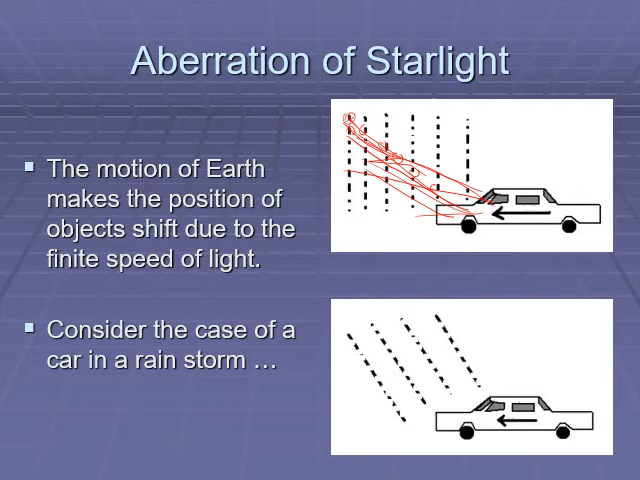 Aberration of Starlight
The motion of Earth
makes the position of
objects shift due to the
finite speed of light.
Consider the case of a
car in a rain storm …